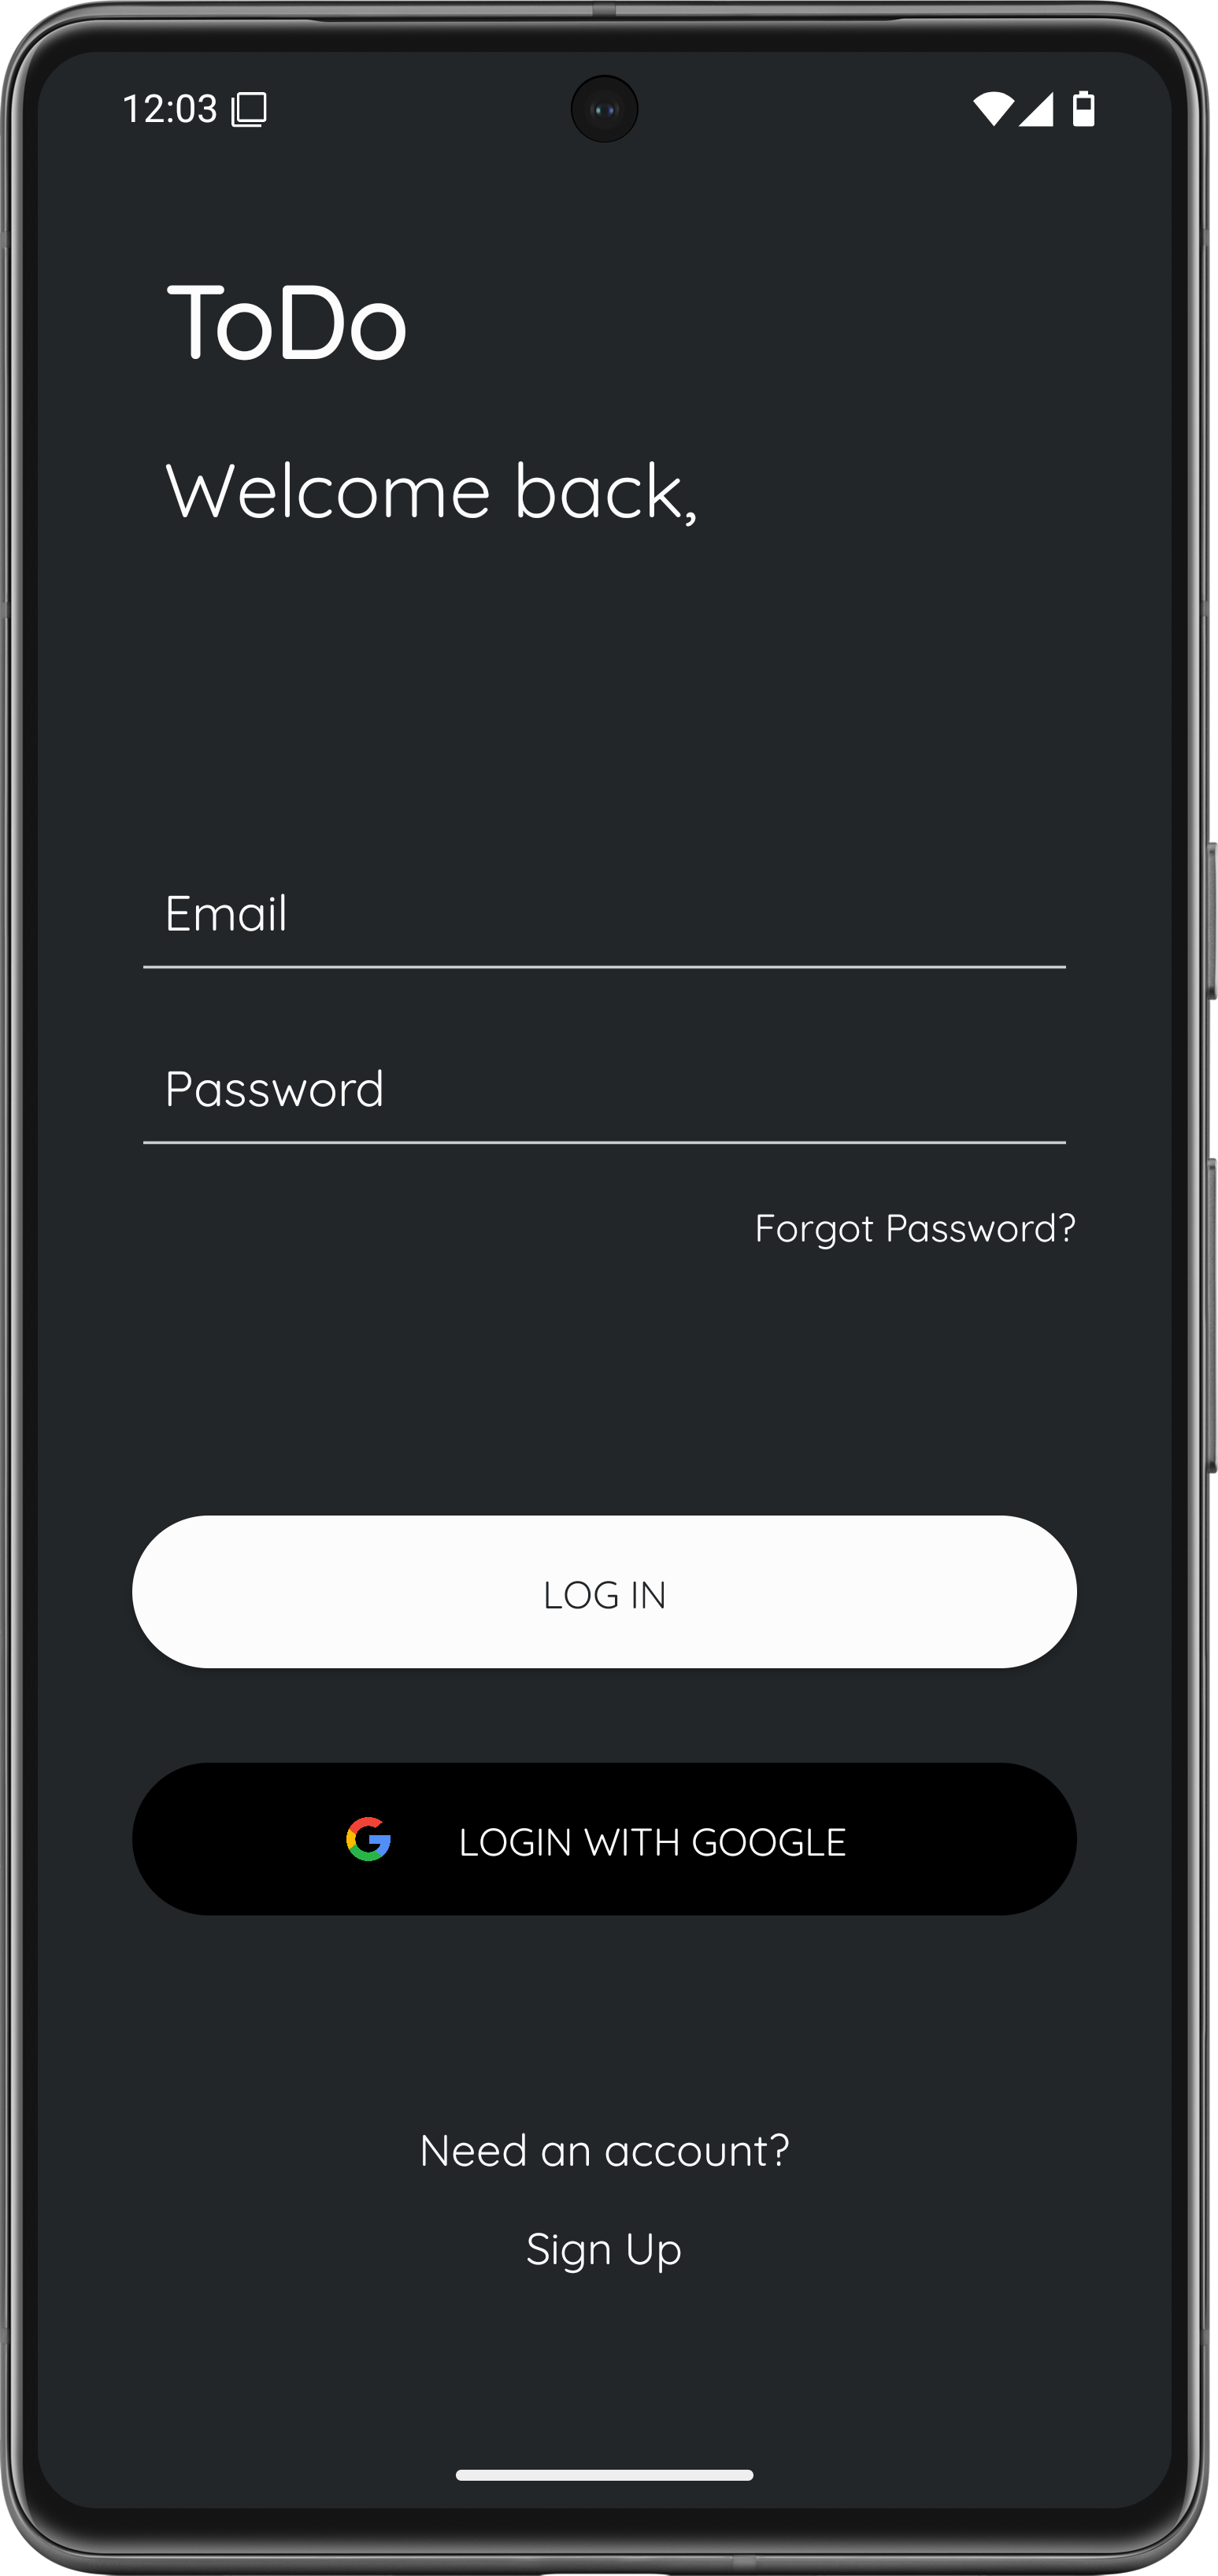 12:03
ToDo
Welcome back,
Email
Password
Forgot Password?
LOG IN
LOGIN WITH GOOGLE
Need an account?
Sign Up